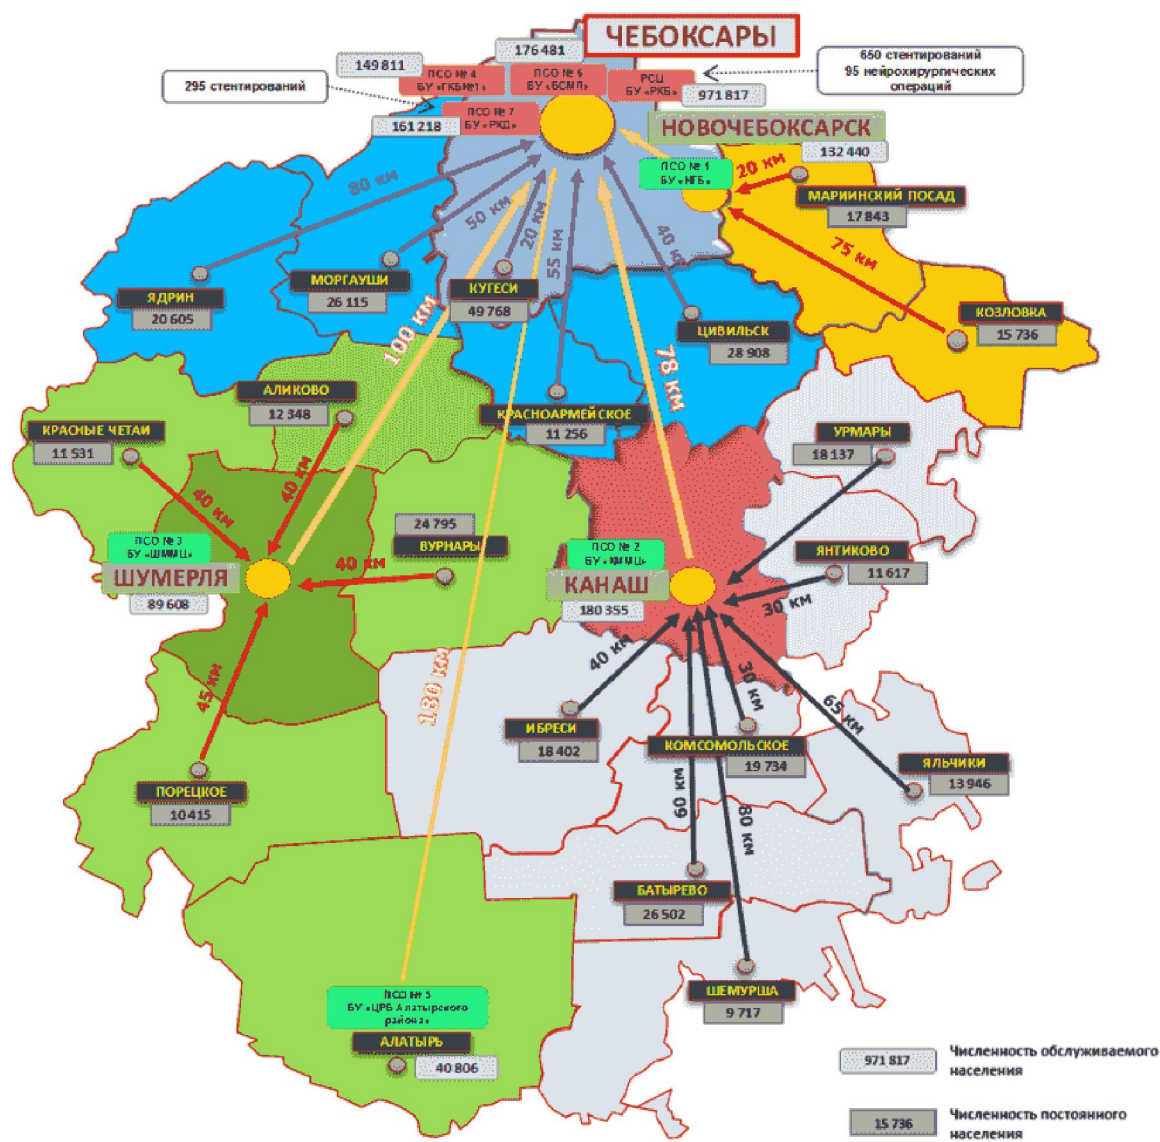 ЧЕБОКСАРЫ
176 481
149 811
ПСО № 4
БУ «ГКБ№1»
ПСО № 6
БУ «БСМП»
РСЦ
БУ «РКБ»
971 817
650 стентирований
95 нейрохирургических
операций
295 стентирований
161 218
ПСО № 7
БУ «РКД»
НОВОЧЕБОКСАРСК
132 440
ПСО № 1
БУ «НГБ»
20 км
МАРИИНСКИЙ ПОСАД
17 843
75 км
КОЗЛОВКА
15 736
80 км
50 км
20 км
55 км
40 км
ЯДРИН
20 605
МОРГАУШИ
26 115
КУГЕСИ
49 768
ЦИВИЛЬСК
28 908
100 км
78 км
АЛИКОВО
12 348
КРАСНОАРМЕЙСКОЕ
11 256
КРАСНЫЕ ЧЕТАИ
11 531
УРМАРЫ
18 137
40 км
40 км
24 795
ВУРНАРЫ
40 км
ПСО № 3
БУ «ШММЦ»
ШУМЕРЛЯ
89 608
ПСО № 2
БУ «КММЦ»
КАНАШ
180 355
ЯНТИКОВО
11 617
30 км
40 км
45 км
180 км
30 км
65 км
ИБРЕСИ
18 402
КОМСОМОЛЬСКОЕ
19 734
ЯЛЬЧИКИ
13 946
ПОРЕЦКОЕ
10 415
60 км
80 км
БАТЫРЕВО
26 502
ШЕМУРША
9 717
ПСО № 5
БУ «ЦРБ Алатырского
района»
АЛАТЫРЬ
40 806
971 817
Численность обслуживаемого
населения
15 736
Численность постоянного
населения